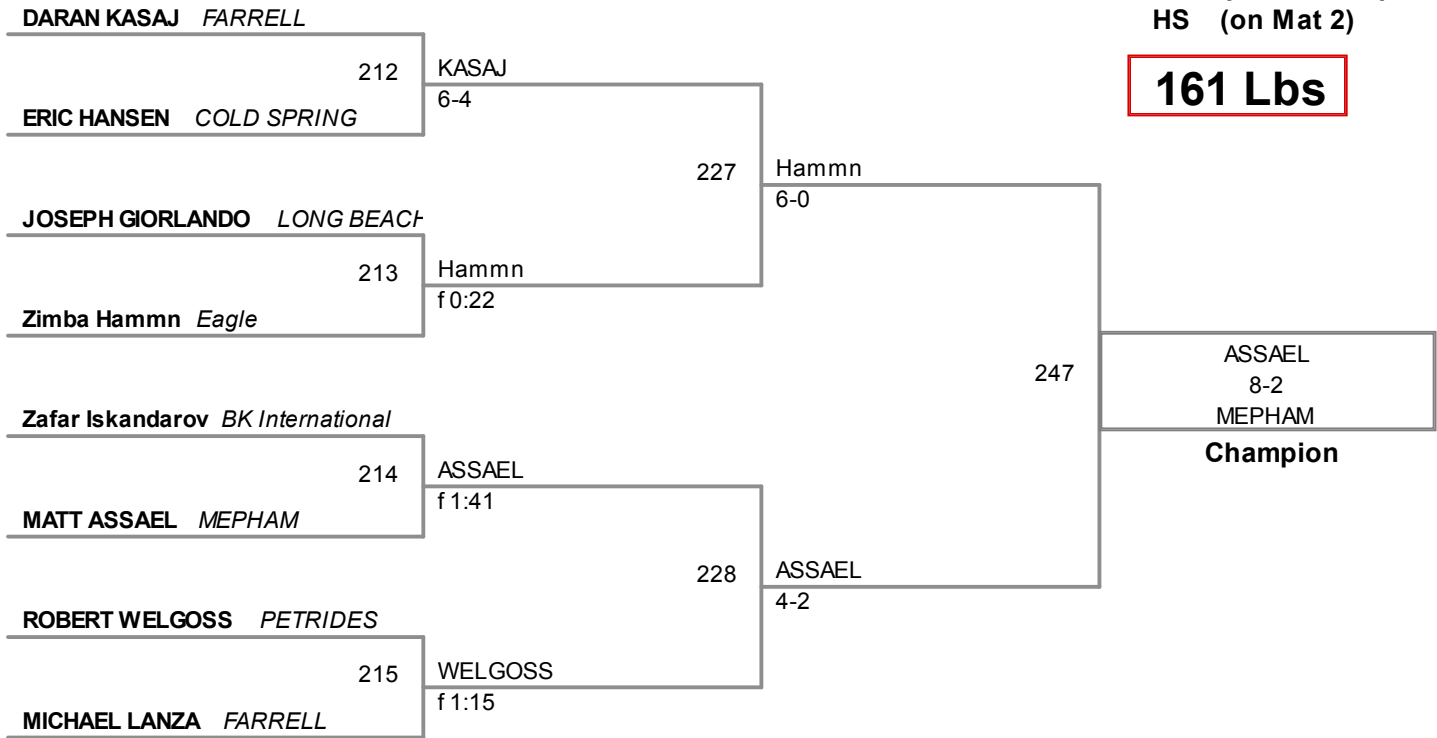 DARAN KASAJ FARRELL
HS (on Mat 2)
161 Lbs
212
KASAJ
6-4
ERIC HANSEN COLD SPRING
227
Hammn
6-0
JOSEPH GIORLANDO LONG BEACH
213
Hammn
f 0:22
Zimba Hammn Eagle
247
ASSAEL
8-2
MEPHAM
Champion
Zafar Iskandarov BK International
214
ASSAEL
f 1:41
MATT ASSAEL MEPHAM
228
ASSAEL
4-2
ROBERT WELGOSS PETRIDES
215
WELGOSS
f 1:15
MICHAEL LANZA FARRELL